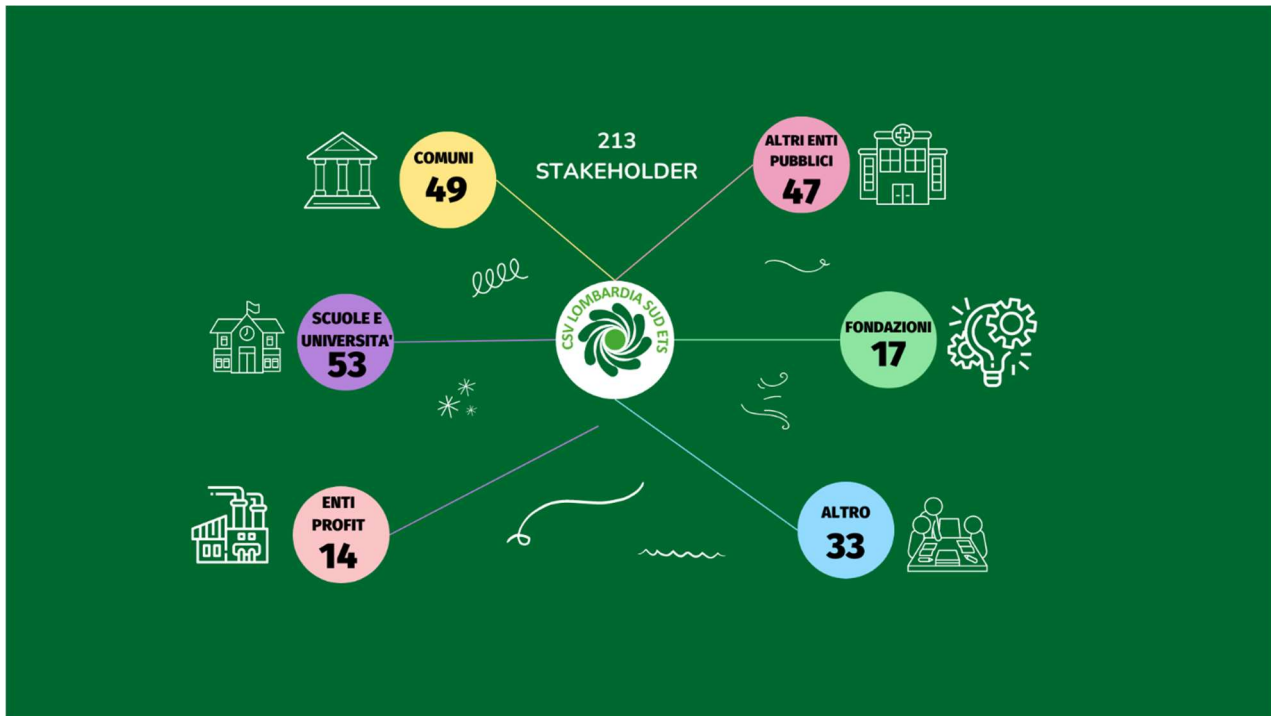 213
STAKEHOLDER
COMUNI
49
ALTRI ENTI
PUBBLICI
47
SCUOLE E
UNIVERSITA'
53
CSV LOMBARDIA SUD ETS
FONDAZIONI
17
ENTI
PROFIT
14
ALTRO
33